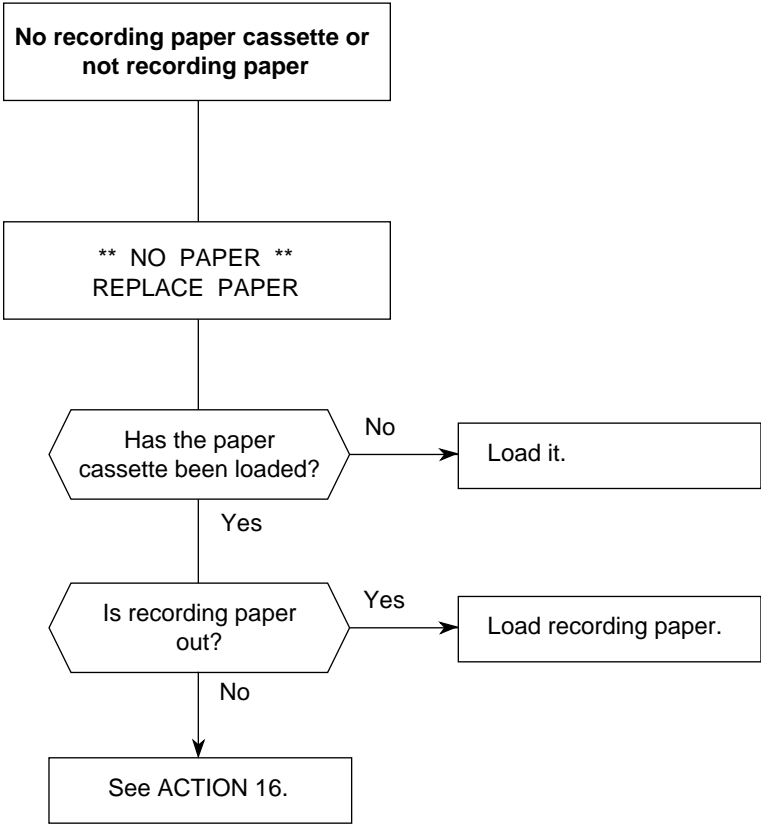 No recording paper cassette or
not recording paper
** NO PAPER **
REPLACE PAPER
Has the paper
cassette been loaded?
No
Load it.
Yes
Is recording paper
out?
Yes
Load recording paper.
No
See ACTION 16.